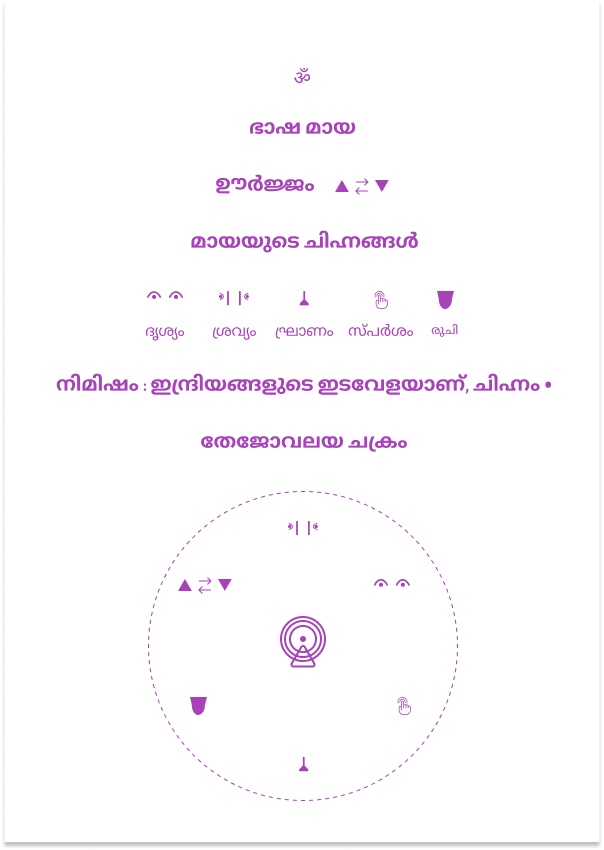 ॐ
ഭാഷ മായ
ഊർജ്ജം ▲⇄▼
മായയുടെ ചിഹ്നങ്ങൾ
ദൃശ്യം ശ്രവ്യം ഘ്രാണം സ്പർശം രുചി
നിമിഷം : ഇന്ദ്രിയങ്ങളുടെ ഇടവേളയാണ്, ചിഹ്നം •
തേജോവലയ ചക്രം